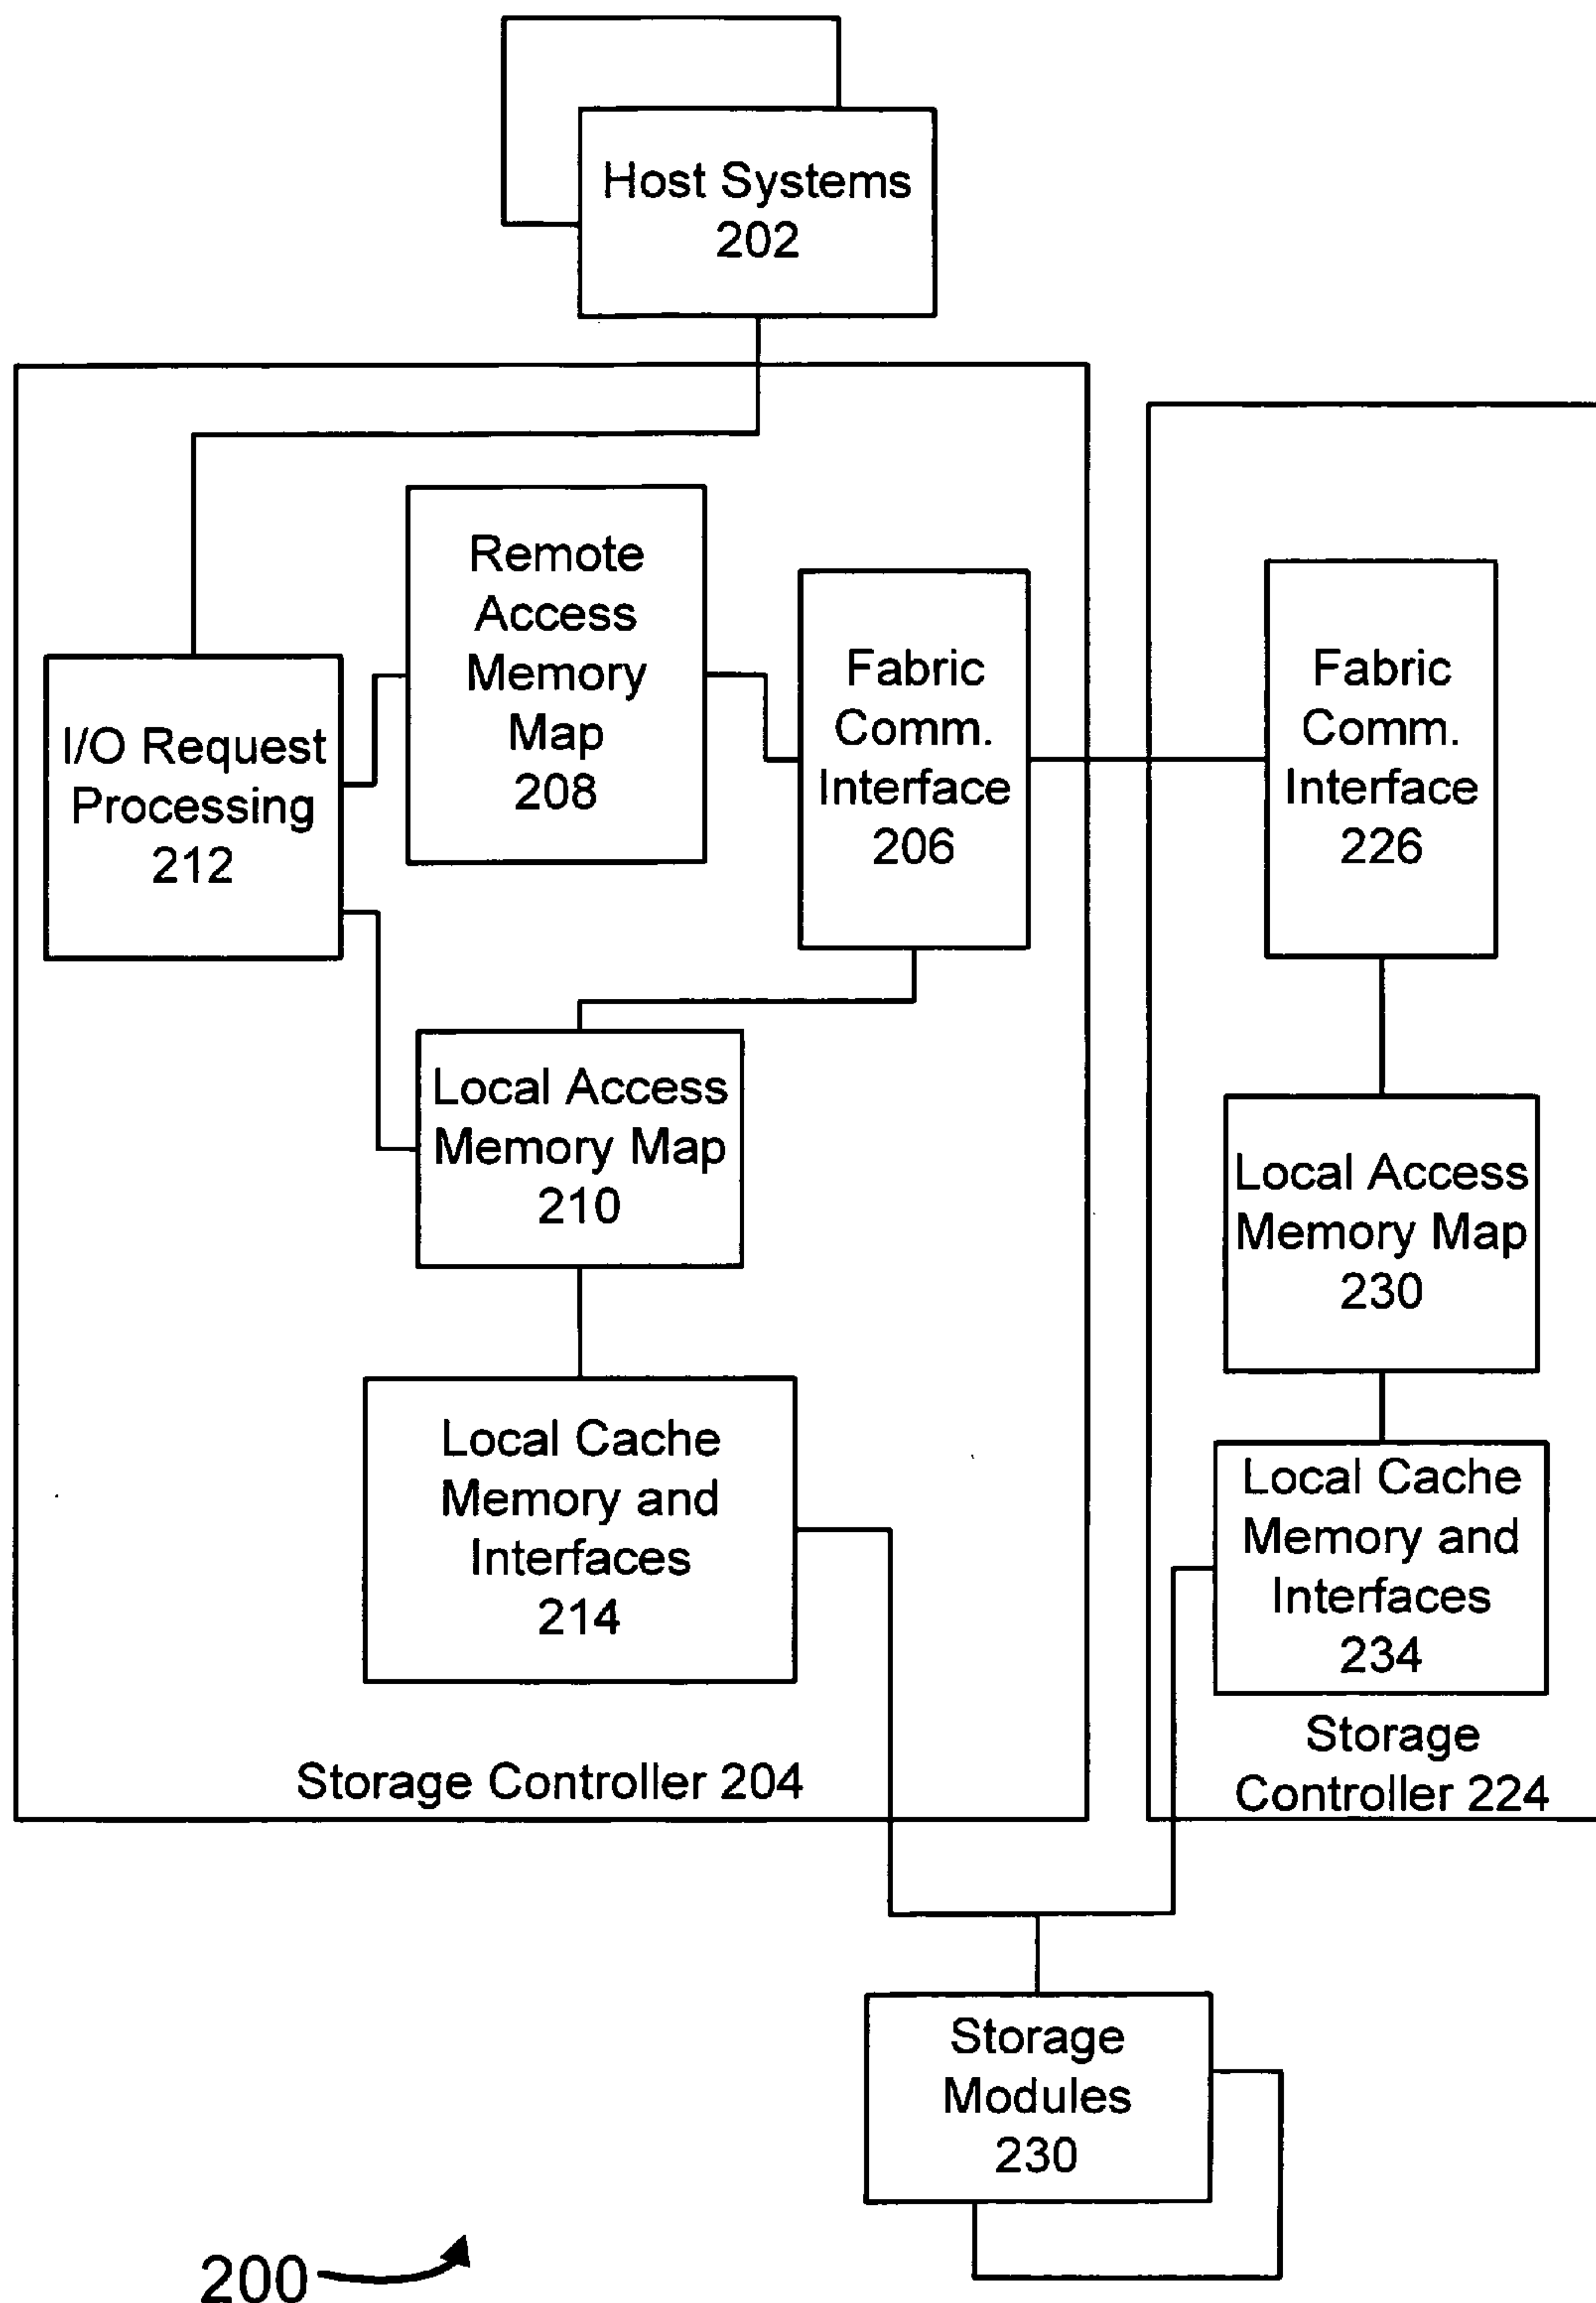 Host Systems
202
Remote
Access
Memory
Map
208
Fabric
Comm.
Interface
206
Fabric
Comm.
Interface
226
I/O Request
Processing
212
Local Access
Memory Map
210
Local Access
Memory Map
230
Local Cache
Memory and
Interfaces
214
Local Cache
Memory and
Interfaces
234
Storage Controller 204
Storage
Controller 224
Storage
Modules
230
200